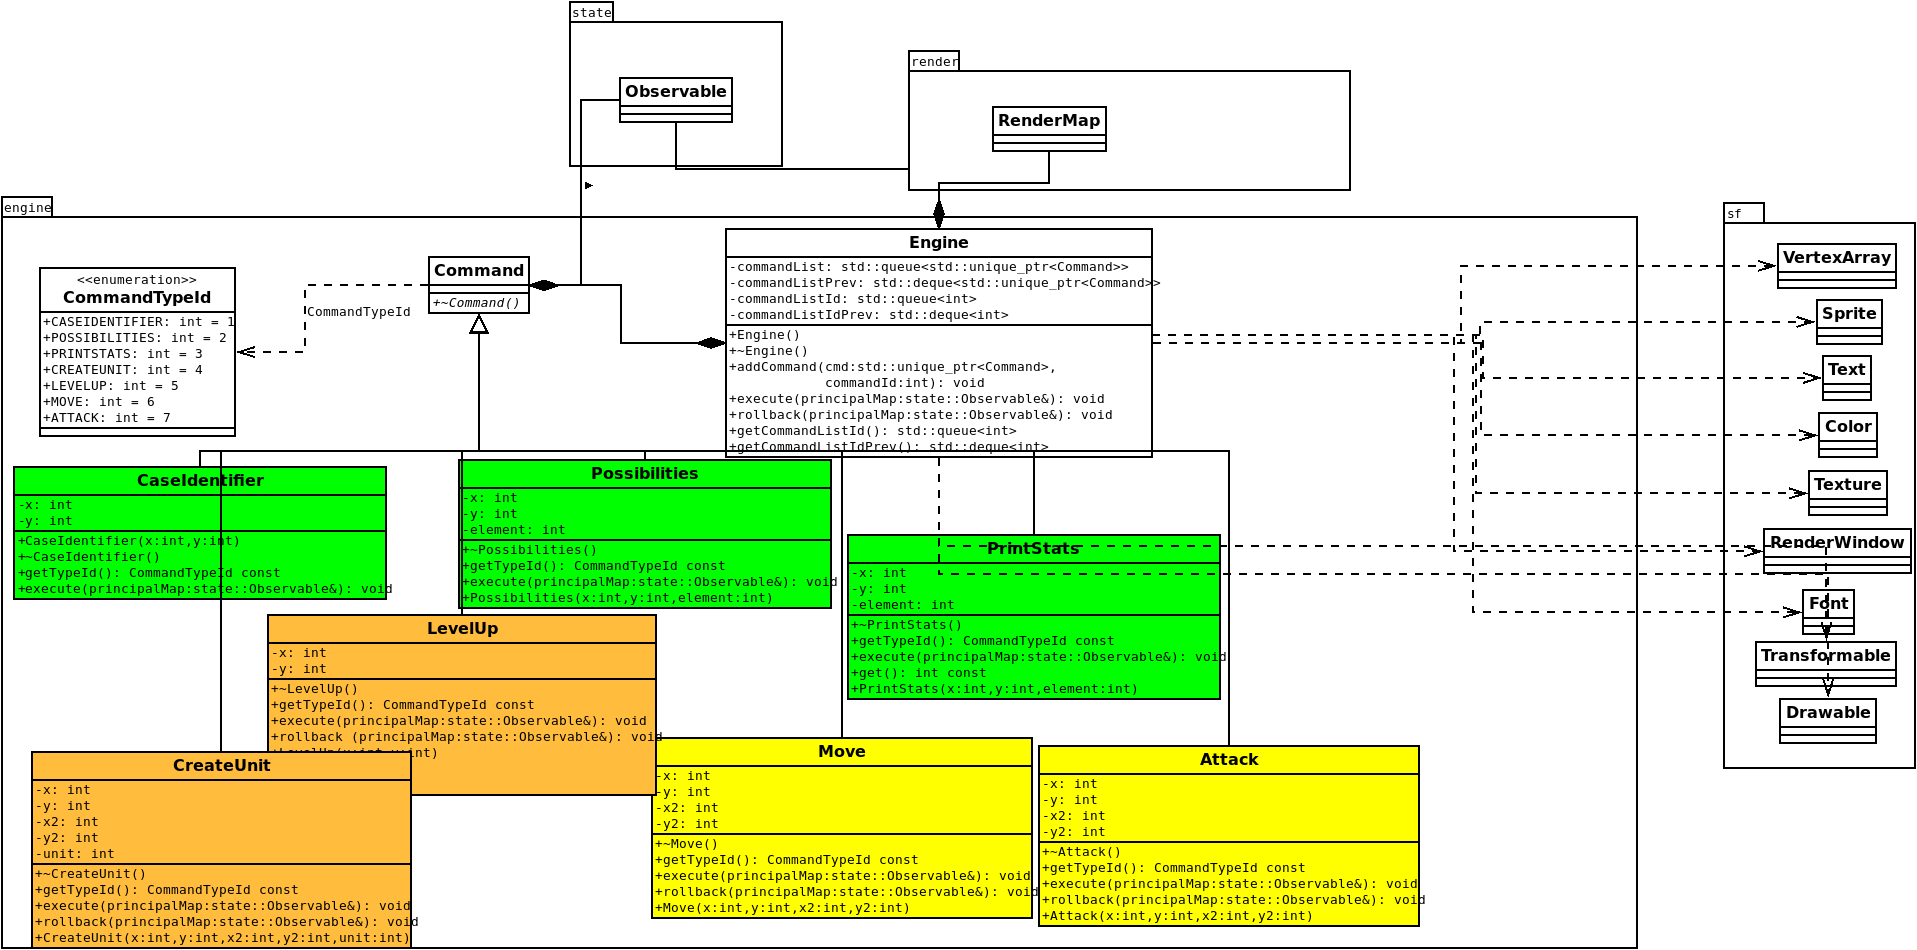 state
Observable
render
RenderMap
engine
<<enumeration>>
CommandTypeId
+CASEIDENTIFIER: int = 1
+POSSIBILITIES: int = 2
+PRINTSTATS: int = 3
+CREATEUNIT: int = 4
+LEVELUP: int = 5
+MOVE: int = 6
+ATTACK: int = 7
CommandTypeId
Command
+~Command()
Engine
-commandList: std::queue<std::unique_ptr<Command>>
-commandListPrev: std::deque<std::unique_ptr<Command>>
-commandListId: std::queue<int>
-commandListIdPrev: std::deque<int>
+Engine()
+~Engine()
+addCommand(cmd:std::unique_ptr<Command>,
commandId:int): void
+execute(principalMap:state::Observable&): void
+rollback(principalMap:state::Observable&): void
+getCommandListId(): std::queue<int>
+getCommandListIdPrev(): std::deque<int>
sf
VertexArray
Sprite
Text
Color
Texture
RenderWindow
Font
Transformable
Drawable
CaseIdentifier
-x: int
-y: int
+CaseIdentifier(x:int,y:int)
+~CaseIdentifier()
+getTypeId(): CommandTypeId const
+execute(principalMap:state::Observable&): void
Possibilities
-x: int
-y: int
-element: int
+~Possibilities()
+getTypeId(): CommandTypeId const
+execute(principalMap:state::Observable&): void
+Possibilities(x:int,y:int,element:int)
PrintStats
-x: int
-y: int
-element: int
+~PrintStats()
+getTypeId(): CommandTypeId const
+execute(principalMap:state::Observable&): void
+get(): int const
+PrintStats(x:int,y:int,element:int)
LevelUp
-x: int
-y: int
+~LevelUp()
+getTypeId(): CommandTypeId const
+execute(principalMap:state::Observable&): void
+rollback (principalMap:state::Observable&): void
+LevelUp(x:int,y:int)
CreateUnit
-x: int
-y: int
-x2: int
-y2: int
-unit: int
+~CreateUnit()
+getTypeId(): CommandTypeId const
+execute(principalMap:state::Observable&): void
+rollback(principalMap:state::Observable&): void
+CreateUnit(x:int,y:int,x2:int,y2:int,unit:int)
Move
-x: int
-y: int
-x2: int
-y2: int
+~Move()
+getTypeId(): CommandTypeId const
+execute(principalMap:state::Observable&): void
+rollback(principalMap:state::Observable&): void
+Move(x:int,y:int,x2:int,y2:int)
Attack
-x: int
-y: int
-x2: int
-y2: int
+~Attack()
+getTypeId(): CommandTypeId const
+execute(principalMap:state::Observable&): void
+rollback(principalMap:state::Observable&): void
+Attack(x:int,y:int,x2:int,y2:int)